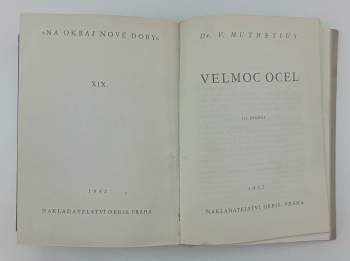 »NA OKRAJ NOVÉ DOBY«
XIX.
1942
NAKLADATELSTVÍ ORBIS, PRAHA
Dr. V. MUTHESIUS
VELMOC OCEL
1942
NAKLADATELSTVÍ ORBIS, PRAHA